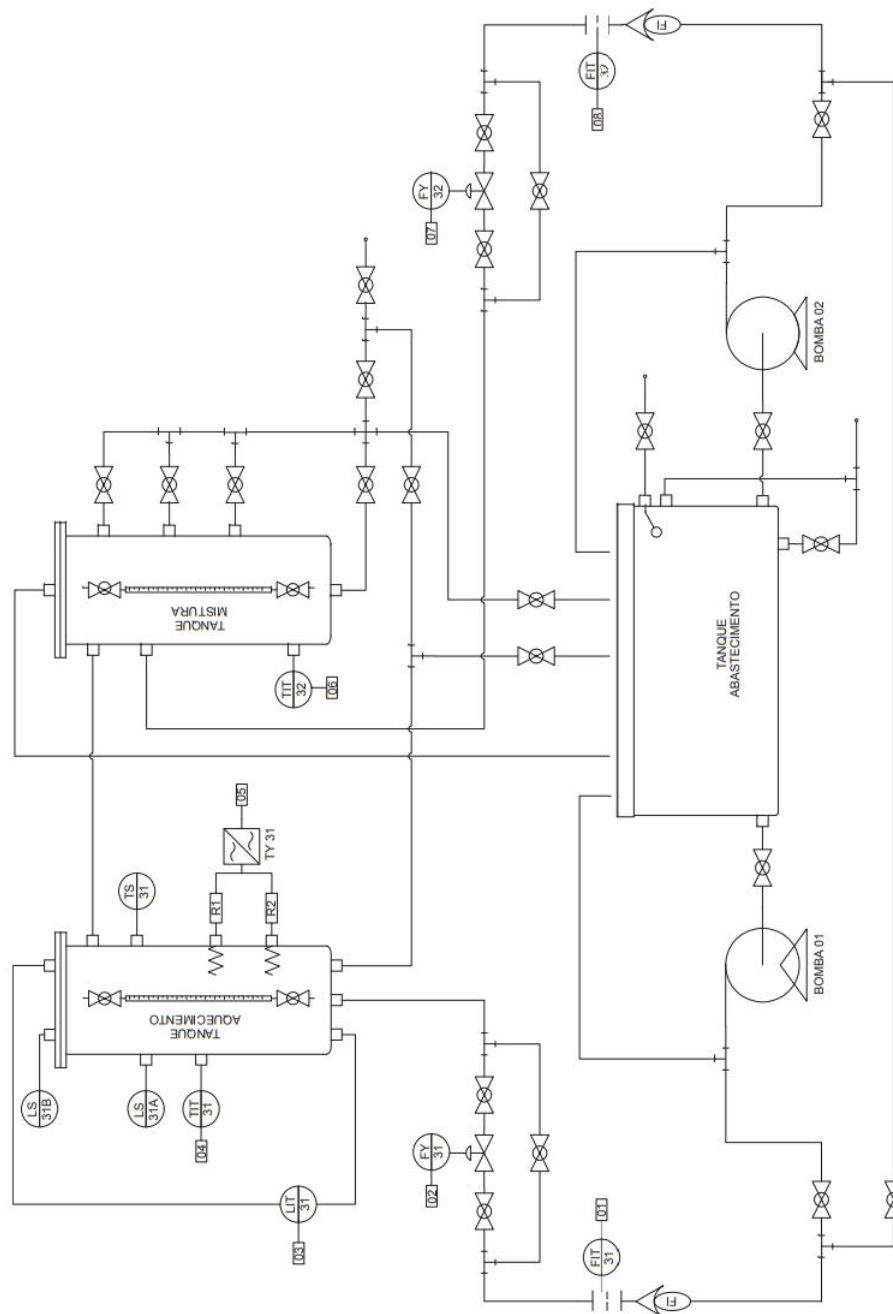 LS
31B
LS
31A
TIT
31
04
LIT
31
03
TANQUE
AQUECIMENTO
TS
31
R1
R2
TY 31
05
TANQUE
MISTURA
TIT
32
06
FY
31
02
FIT
31
01
FY
32
07
FIT
32
08
TANQUE
ABASTECIMENTO
BOMBA 01
BOMBA 02